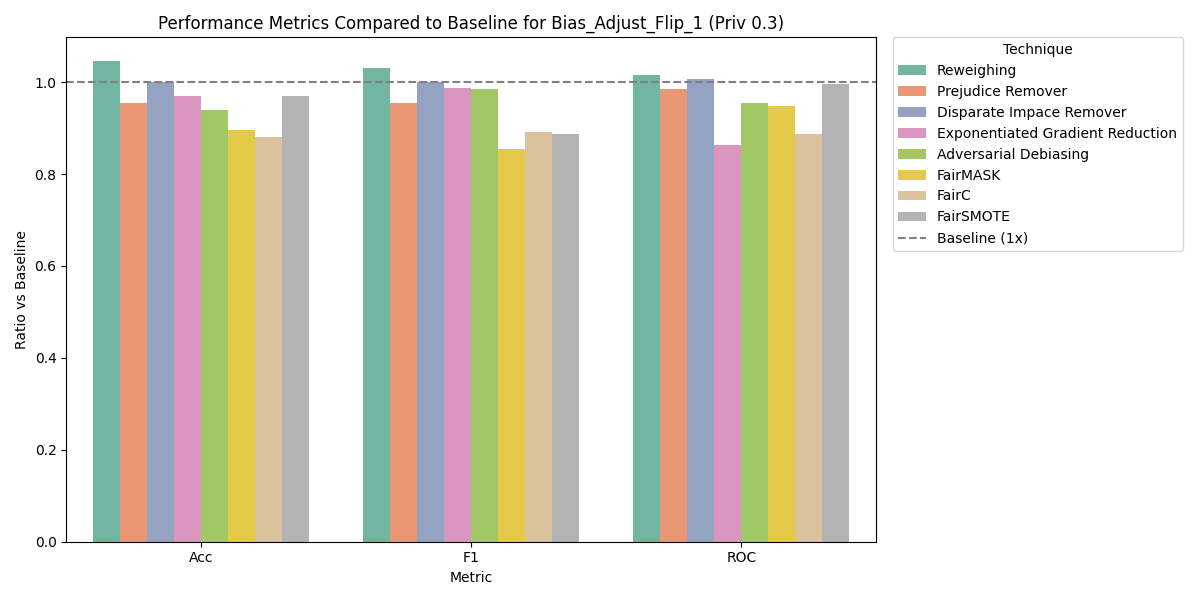 Performance Metrics Compared to Baseline for Bias_Adjust_Flip_1 (Priv 0.3)
Ratio vs Baseline
1.0
0.8
0.6
0.4
0.2
0.0
Acc
F1
ROC
Metric
Technique
Reweighing
Prejudice Remover
Disparate Impace Remover
Exponentiated Gradient Reduction
Adversarial Debiasing
FairMASK
FairC
FairSMOTE
Baseline (1x)